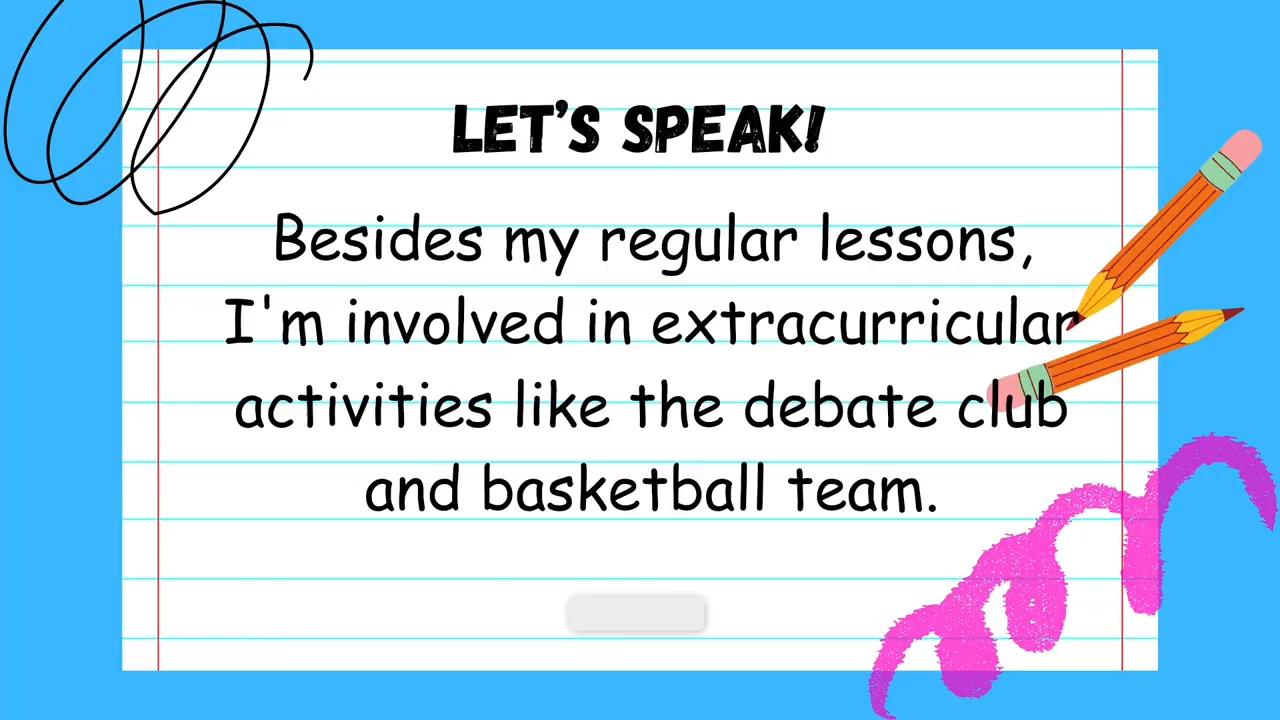 LET'S SPEAK!
Besides my regular lessons,
I'm involved in extracurricular
activities like the debate club
and basketball team.